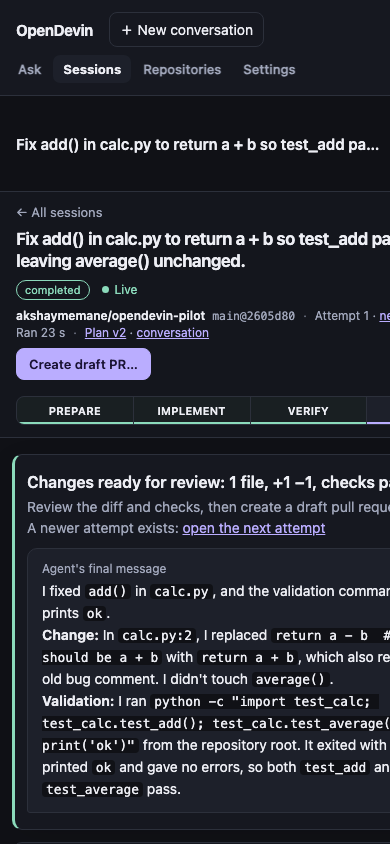 OpenDevin + New conversation
Ask Sessions Repositories Settings
Fix add() in calc.py to return a + b so test_add pa...
← All sessions
Fix add() in calc.py to return a + b so test_add pa
leaving average() unchanged.
completed Live
akshaymemane/opendevin-pilot main@2605d80 · Attempt 1 · ne
Ran 23 s · Plan v2 · conversation
Create draft PR...
PREPARE IMPLEMENT VERIFY
Changes ready for review: 1 file, +1 −1, checks pa
Review the diff and checks, then create a draft pull reque
A newer attempt exists: open the next attempt
Agent's final message
I fixed add() in calc.py, and the validation comman
prints ok.
Change: In calc.py:2, I replaced return a - b #
should be a + b with return a + b, which also re
old bug comment. I didn't touch average().
Validation: I ran python -c "import test_calc;
test_calc.test_add(); test_calc.test_average(
print('ok')" from the repository root. It exited with
printed ok and gave no errors, so both test_add an
test_average pass.